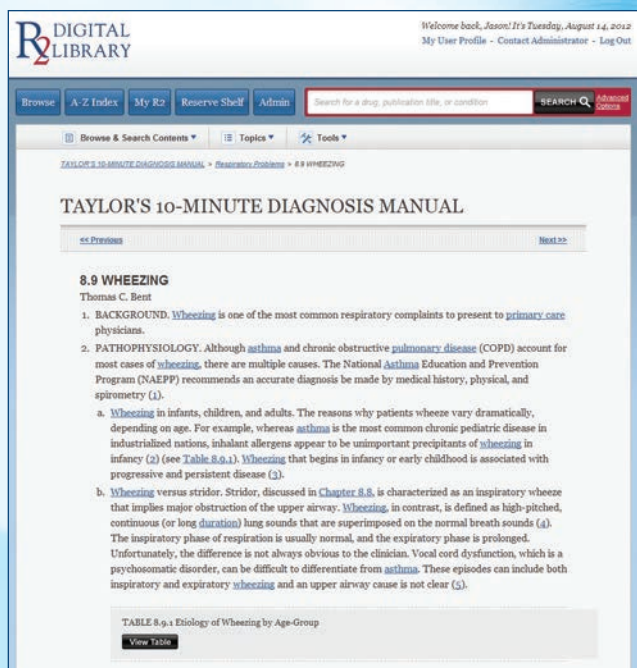 R2 DIGITAL
LIBRARY
Welcome back, Jason! It's Tuesday, August 14, 2012
My User Profile - Contact Administrator - Log Out
Browse A-Z Index My R2 Reserve Shelf Admin Search for a drug, publication title, or condition SEARCH Advanced
Options
Browse & Search Contents Topics Tools
TAYLOR'S 10-MINUTE DIAGNOSIS MANUAL > Respiratory Problems > 8.9 WHEEZING
TAYLOR'S 10-MINUTE DIAGNOSIS MANUAL
<< Previous Next >>
8.9 WHEEZING
Thomas C. Bent
1. BACKGROUND. Wheezing is one of the most common respiratory complaints to present to primary care
physicians.
2. PATHOPHYSIOLOGY. Although asthma and chronic obstructive pulmonary disease (COPD) account for
most cases of wheezing, there are multiple causes. The National Asthma Education and Prevention
Program (NAEPP) recommends an accurate diagnosis be made by medical history, physical, and
spirometry (1).
a. Wheezing in infants, children, and adults. The reasons why patients wheeze vary dramatically,
depending on age. For example, whereas asthma is the most common chronic pediatric disease in
industrialized nations, inhalant allergens appear to be unimportant precipitants of wheezing in
infancy (2) (see Table 8.9.1). Wheezing that begins in infancy or early childhood is associated with
progressive and persistent disease (3).
b. Wheezing versus stridor. Stridor, discussed in Chapter 8.8, is characterized as an inspiratory wheeze
that implies major obstruction of the upper airway. Wheezing, in contrast, is defined as high-pitched,
continuous (or long duration) lung sounds that are superimposed on the normal breath sounds (4).
The inspiratory phase of respiration is usually normal, and the expiratory phase is prolonged.
Unfortunately, the difference is not always obvious to the clinician. Vocal cord dysfunction, which is a
psychosomatic disorder, can be difficult to differentiate from asthma. These episodes can include both
inspiratory and expiratory wheezing and an upper airway cause is not clear (5).
TABLE 8.9.1 Etiology of Wheezing by Age-Group
View Table